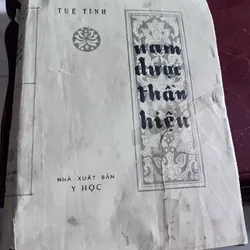 TUỆ TĨNH
nam
dược
thần
hiệu
NHÀ XUẤT BẢN
Y HỌC